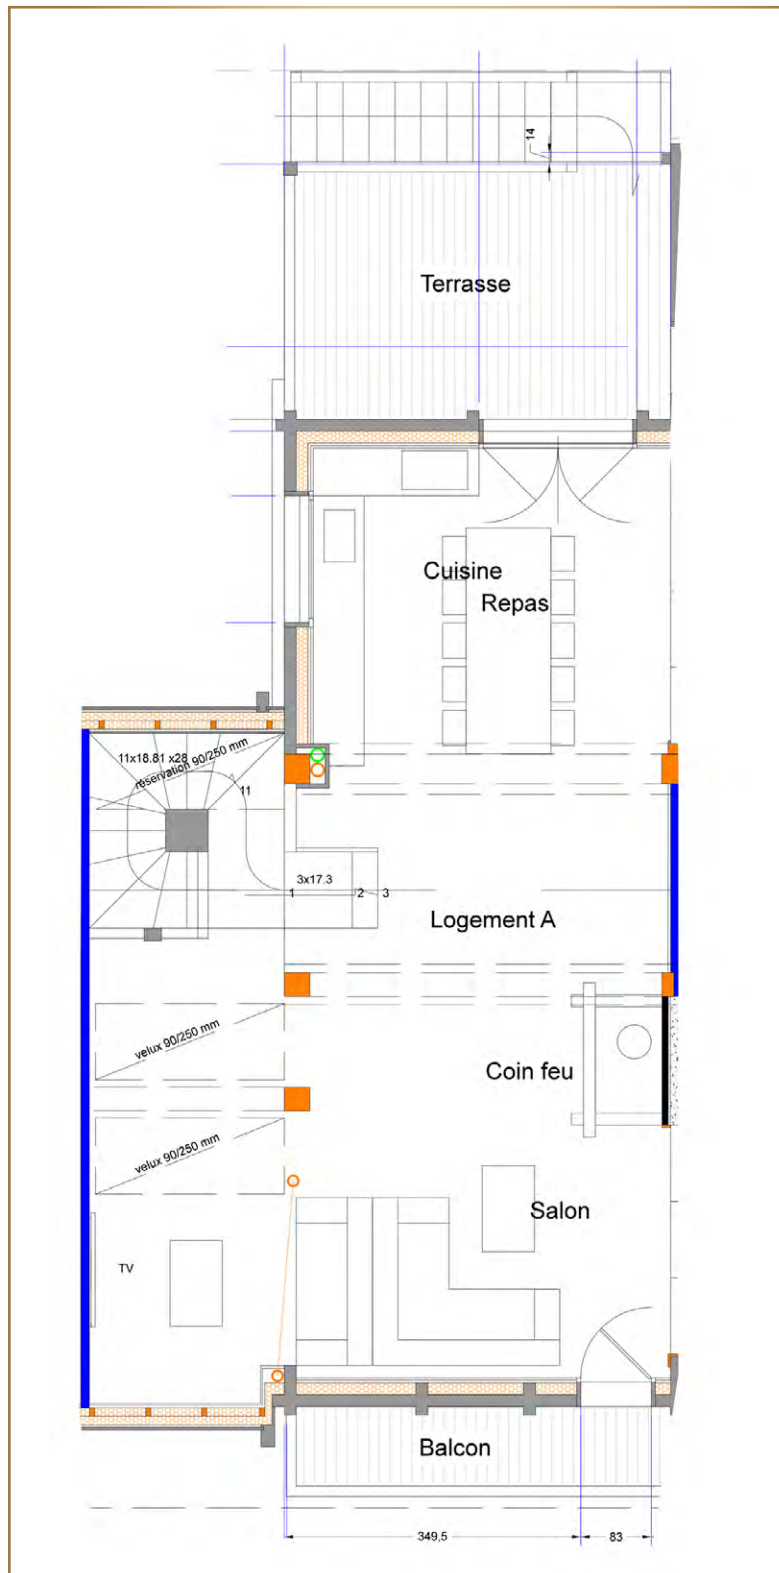 14
Terrasse
Cuisine
Repas
11x18.81 x28
réservation 90/250 mm
11
3x17.3
1 2 3
Logement A
velux 90/250 mm
Coin feu
velux 90/250 mm
Salon
TV
Balcon
349,5 83